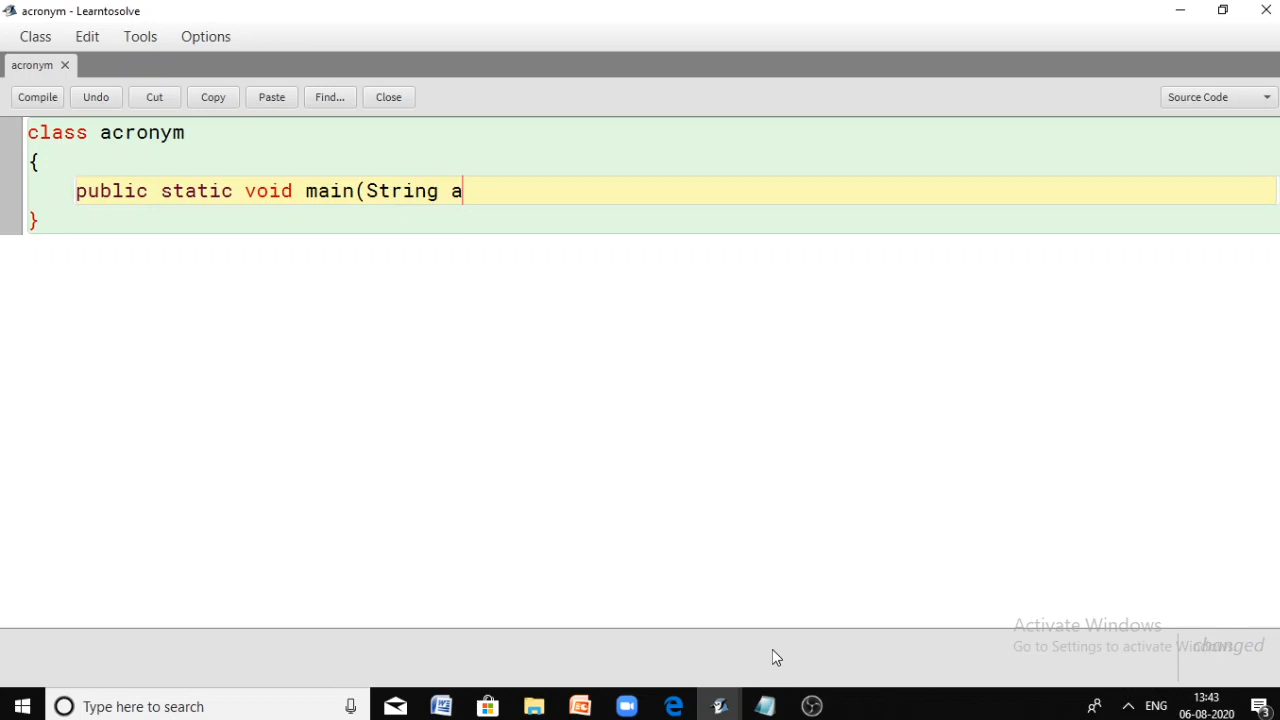 acronym - Learntosolve
Class Edit Tools Options
acronym
Compile Undo Cut Copy Paste Find... Close Source Code
class acronym
{
public static void main(String a
}
Activate Windows
Go to Settings to activate Windows.
changed
Type here to search
ENG
13:43
06-08-2020
3